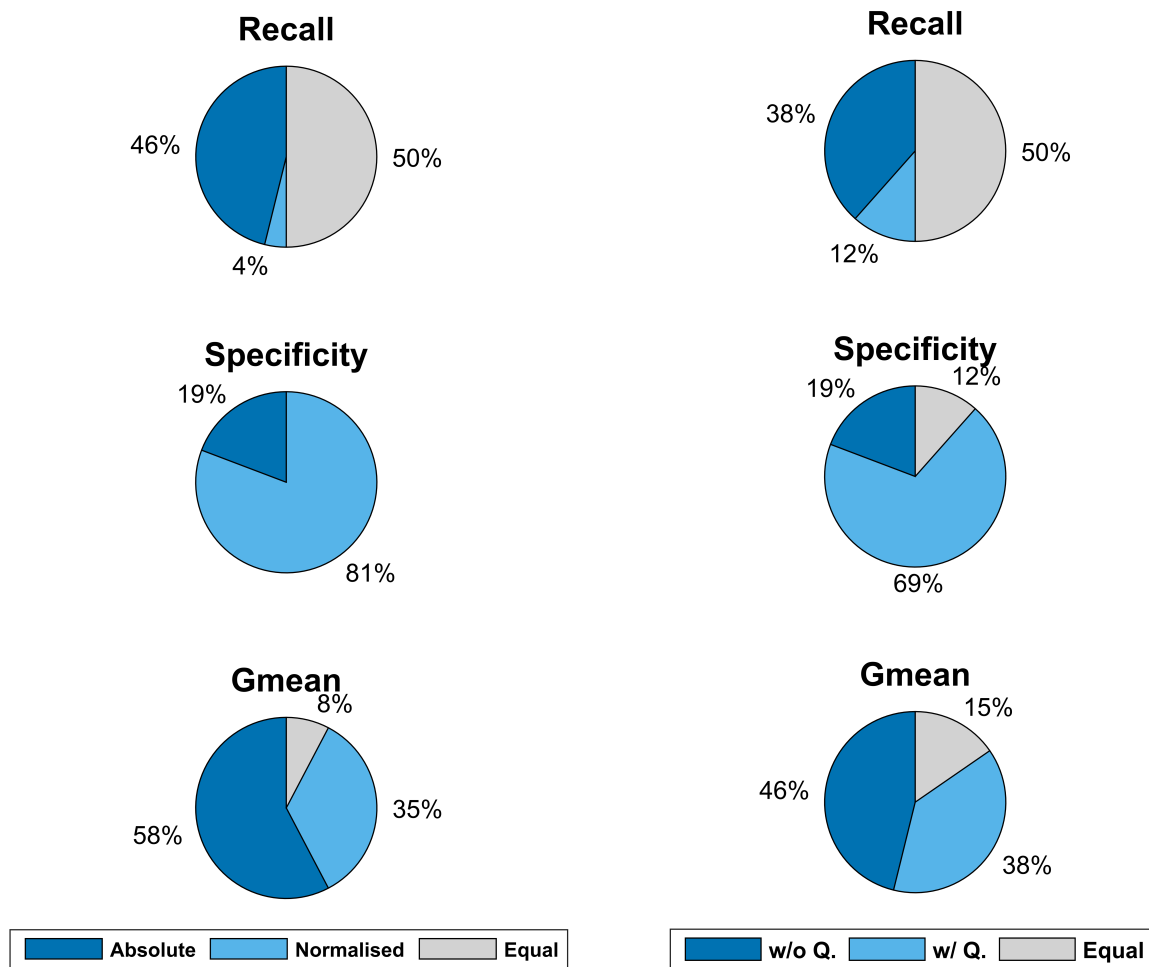 Recall
46%
50%
4%
Specificity
19%
81%
Gmean
8%
35%
58%
Absolute Normalised Equal
Recall
38%
50%
12%
Specificity
12%
19%
69%
Gmean
15%
46%
38%
w/o Q. w/ Q. Equal